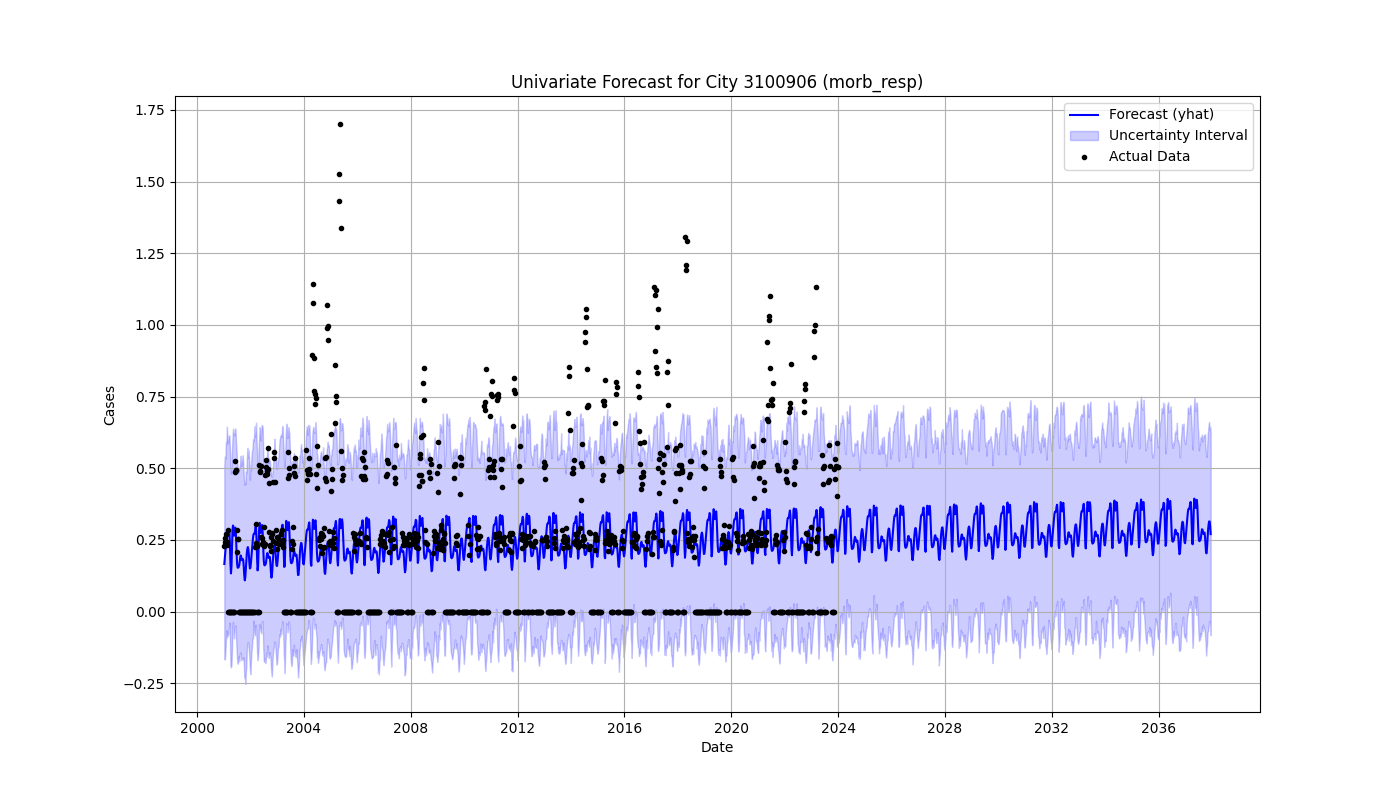 Univariate Forecast for City 3100906 (morb_resp)
Forecast (yhat)
Uncertainty Interval
Actual Data
1.75
1.50
1.25
1.00
0.75
0.50
0.25
0.00
−0.25
Cases
2000 2004 2008 2012 2016 2020 2024 2028 2032 2036
Date